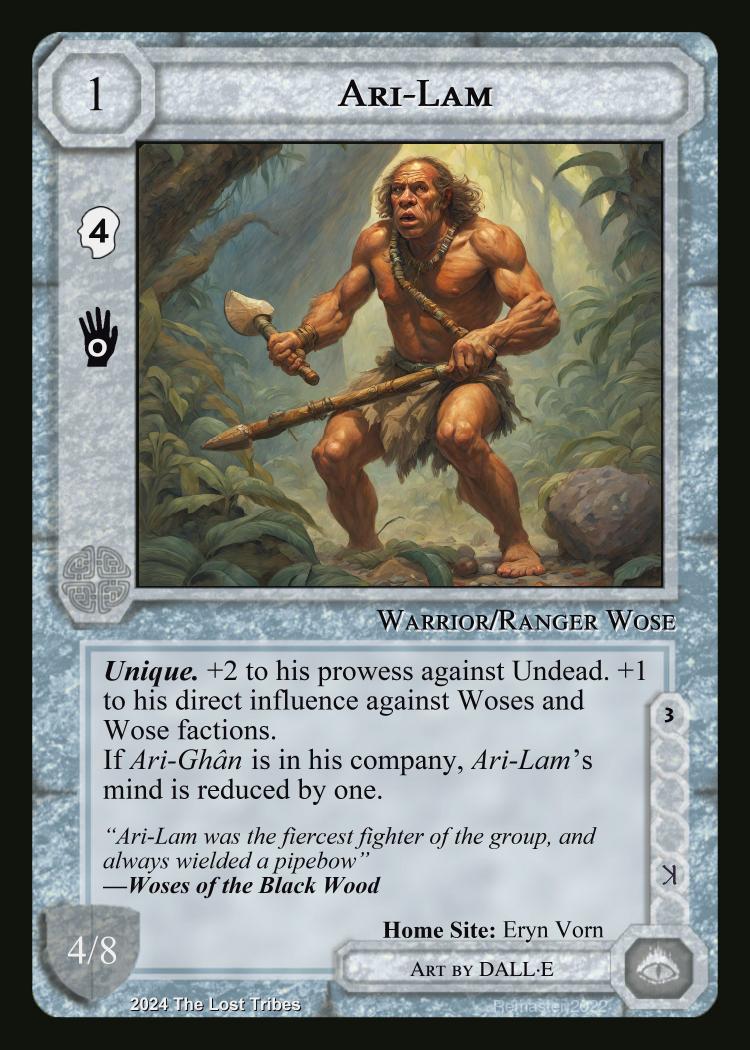 1
Ari-Lam
4
0
Warrior/Ranger Wose
Unique. +2 to his prowess against Undead. +1
to his direct influence against Woses and
Wose factions.
If Ari-Ghân is in his company, Ari-Lam’s
mind is reduced by one.
3
“Ari-Lam was the fiercest fighter of the group, and
always wielded a pipebow”
—Woses of the Black Wood
Home Site: Eryn Vorn
4/8
Art by DALL·E
2024 The Lost Tribes
Remaster 2022